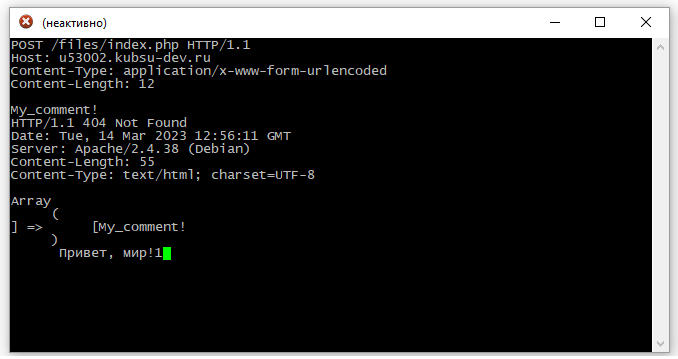 (неактивно)
POST /files/index.php HTTP/1.1
Host: u53002.kubsu-dev.ru
Content-Type: application/x-www-form-urlencoded
Content-Length: 12

My_comment!
HTTP/1.1 404 Not Found
Date: Tue, 14 Mar 2023 12:56:11 GMT
Server: Apache/2.4.38 (Debian)
Content-Length: 55
Content-Type: text/html; charset=UTF-8

Array
     (
] =>      [My_comment!
     )
      Привет, мир!1